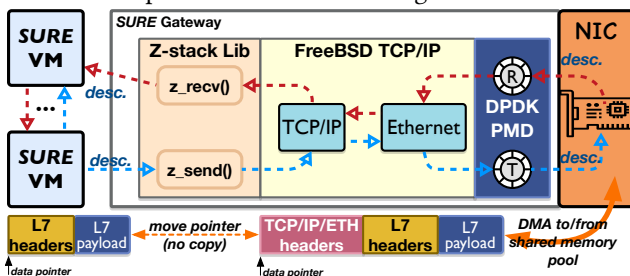 SURE Gateway
SURE
VM
Z-stack Lib
FreeBSD TCP/IP
NIC
z_recv()
R
desc.
desc.
...
TCP/IP
Ethernet
DPDK
PMD
SURE
VM
desc.
z_send()
T
desc.
L7
headers
L7
payload
move pointer
(no copy)
TCP/IP/ETH
headers
L7
headers
L7
payload
DMA to/from
shared memory
pool
data pointer
data pointer